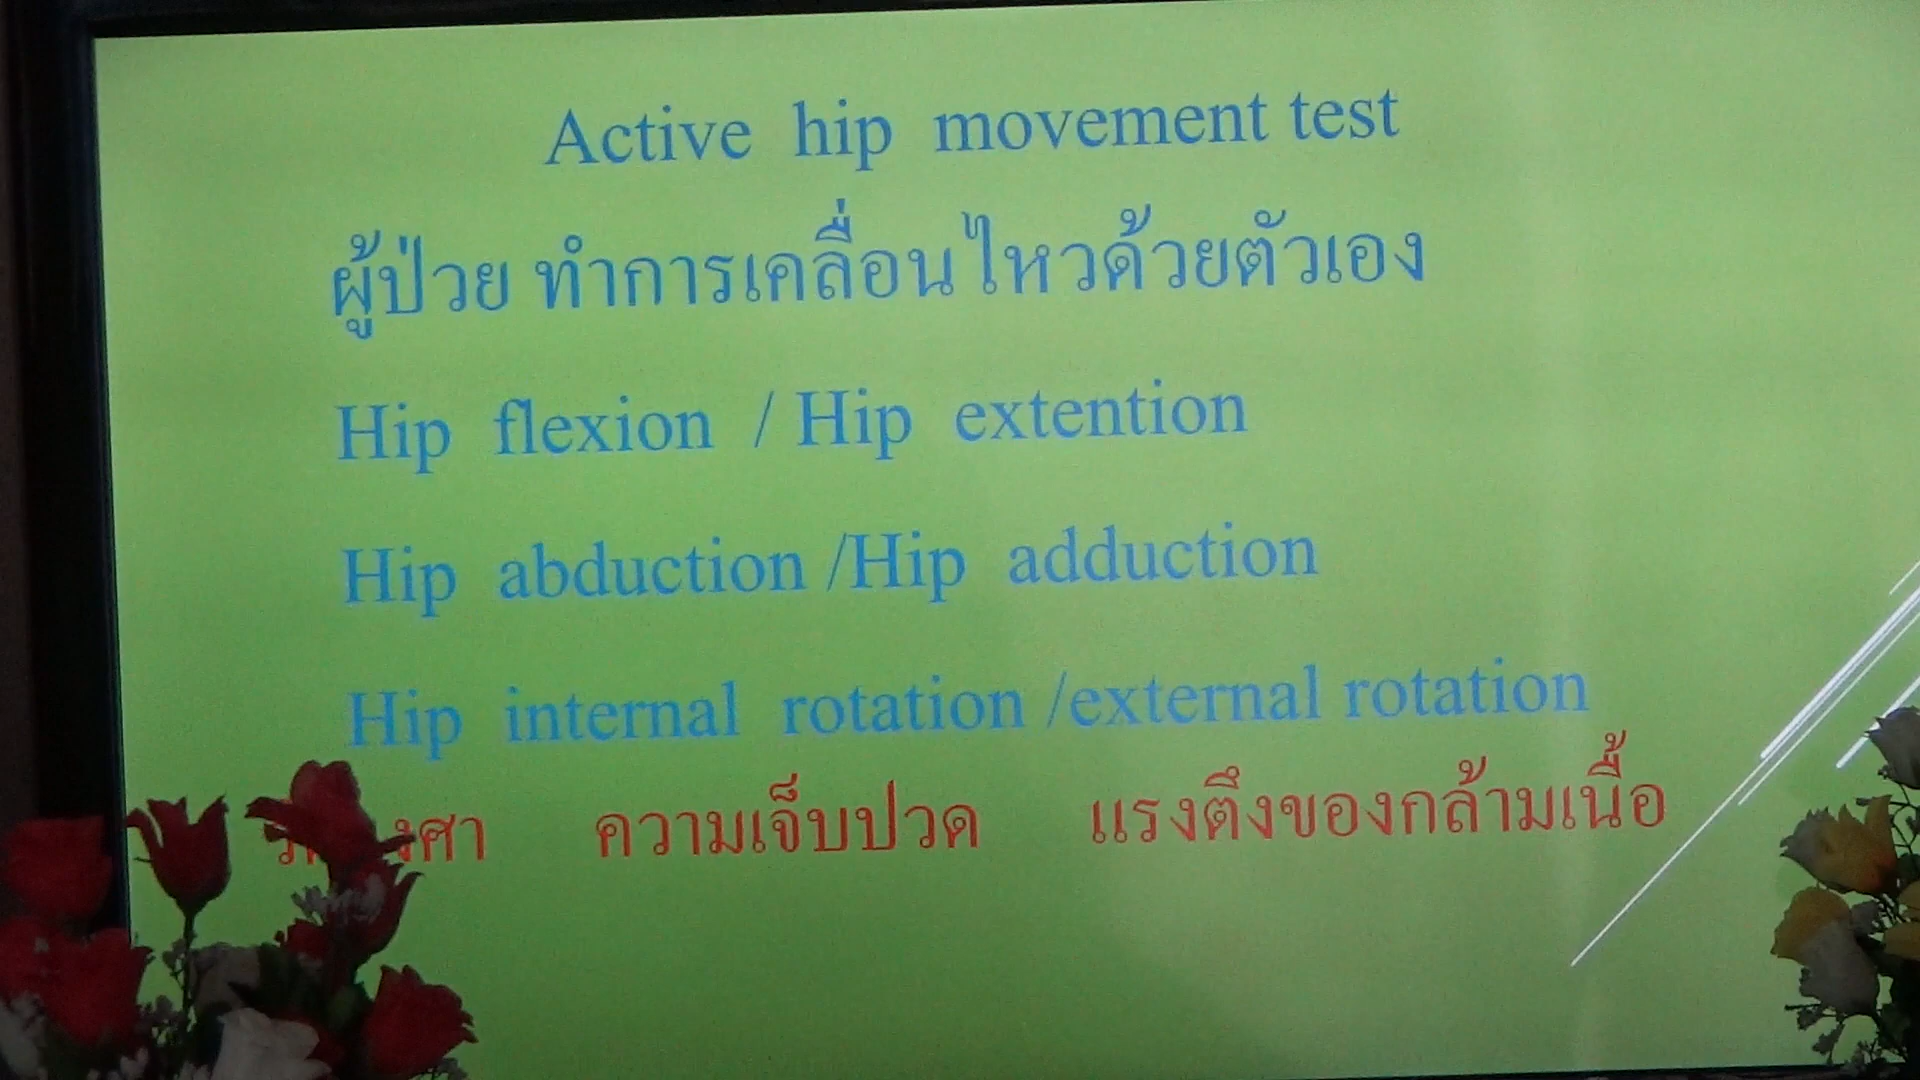 Active hip movement test
ผู้ป่วย ทำการเคลื่อนไหวด้วยตัวเอง
Hip flexion / Hip extention
Hip abduction /Hip adduction
Hip internal rotation /external rotation
ความเจ็บปวด แรงตึงของกล้ามเนื้อ